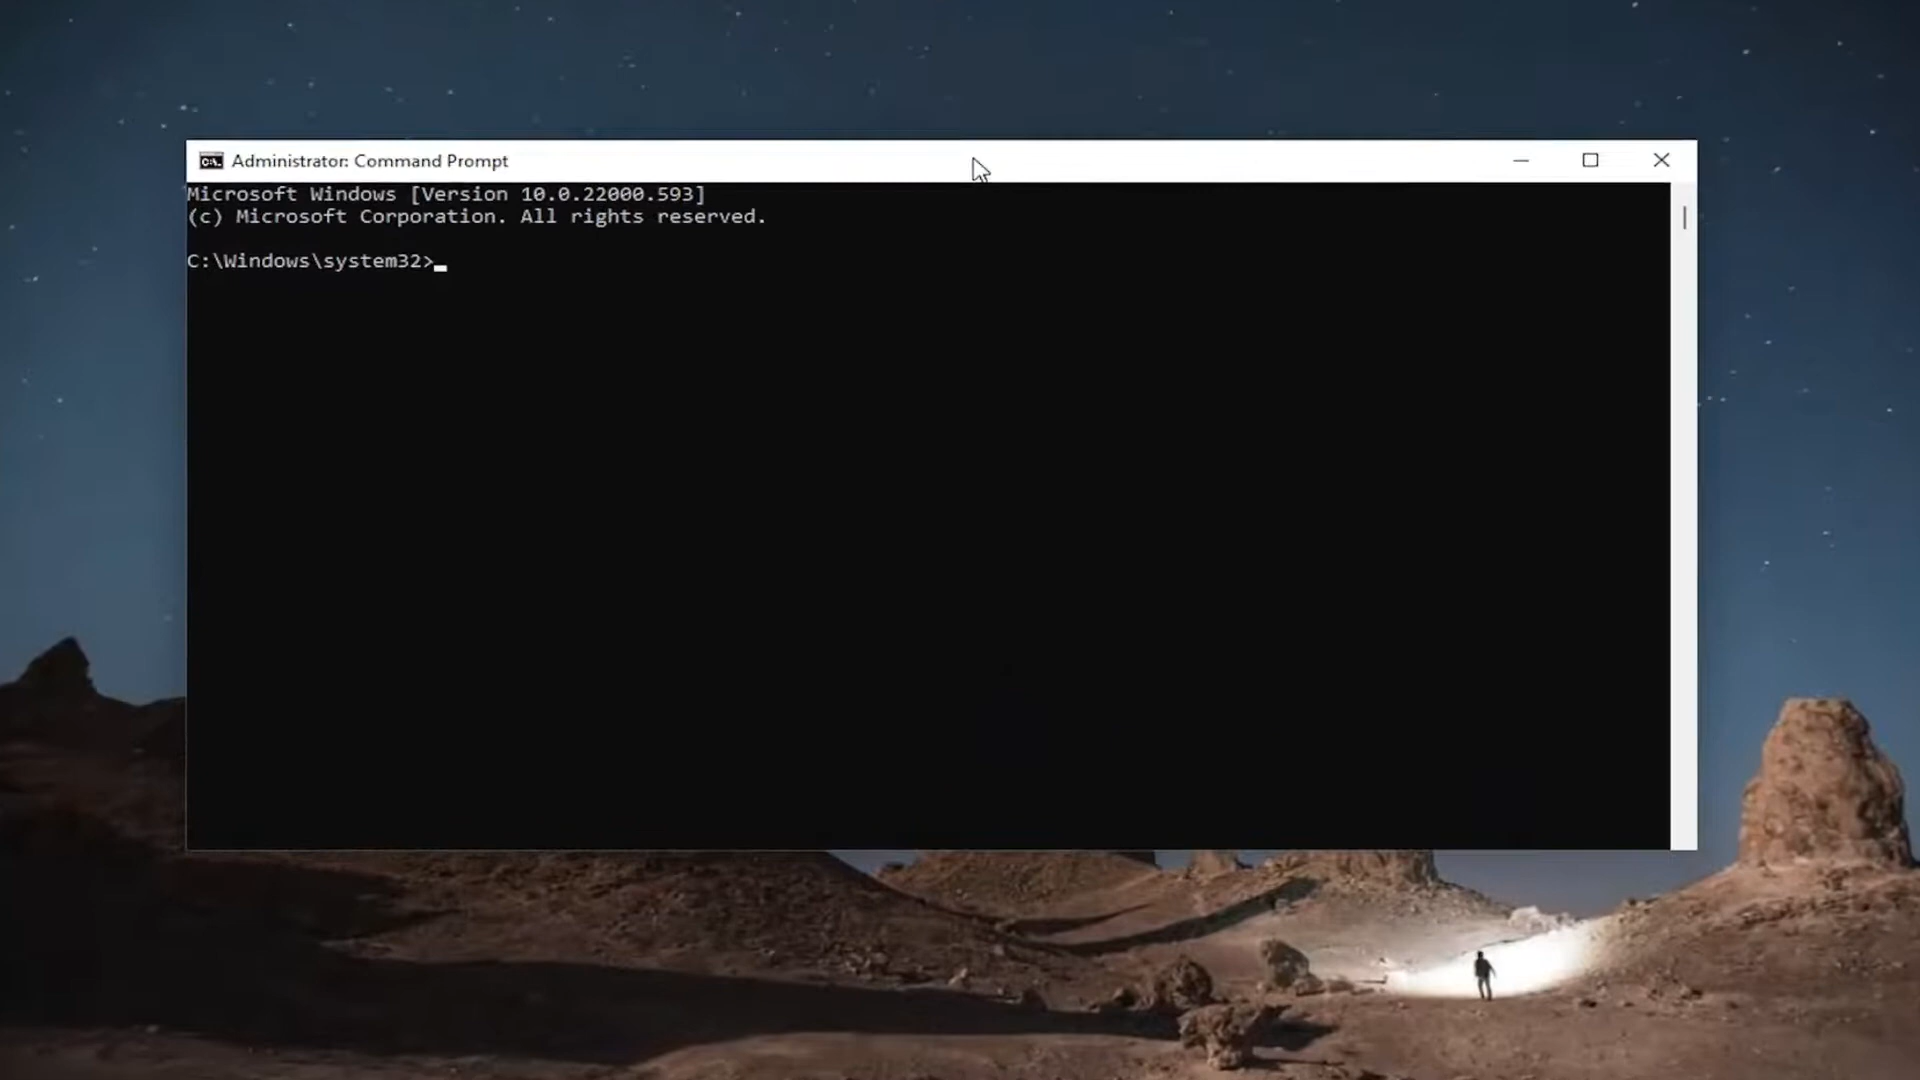 Administrator: Command Prompt
Microsoft Windows [Version 10.0.22000.593]
(c) Microsoft Corporation. All rights reserved.
C:\Windows\system32>